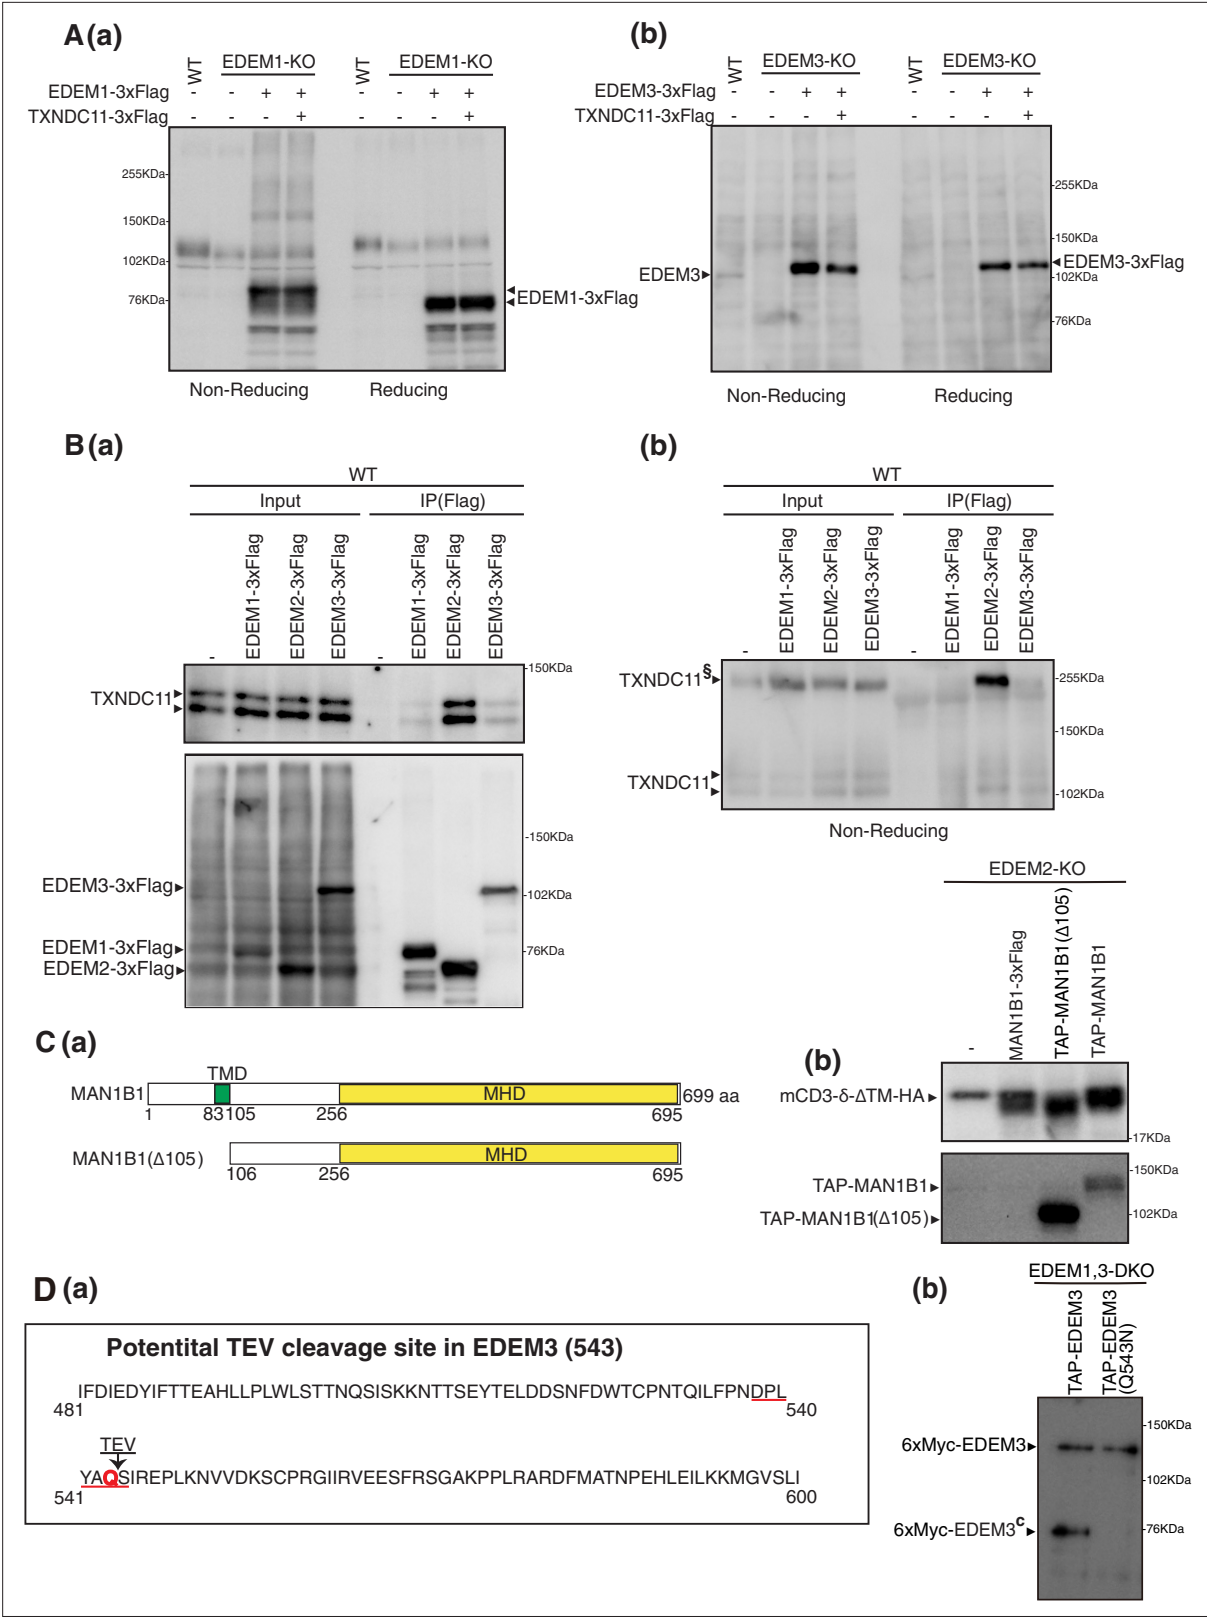 A (a)
WT
EDEM1-KO
WT
EDEM1-KO
EDEM1-3xFlag - - + + - - + +
TXNDC11-3xFlag - - - + - - - +
255KDa-
150KDa-
102KDa-
76KDa-
EDEM1-3xFlag
Non-Reducing
Reducing
(b)
WT
EDEM3-KO
WT
EDEM3-KO
EDEM3-3xFlag - - + + - - + +
TXNDC11-3xFlag - - - + - - - +
EDEM3
-255KDa
-150KDa
EDEM3-3xFlag
-102KDa
-76KDa
Non-Reducing
Reducing
B (a)
WT
Input
IP(Flag)
-
EDEM1-3xFlag
EDEM2-3xFlag
EDEM3-3xFlag
-
EDEM1-3xFlag
EDEM2-3xFlag
EDEM3-3xFlag
-150KDa
TXNDC11
-150KDa
EDEM3-3xFlag
-102KDa
EDEM1-3xFlag
-76KDa
EDEM2-3xFlag
(b)
WT
Input
IP(Flag)
-
EDEM1-3xFlag
EDEM2-3xFlag
EDEM3-3xFlag
-
EDEM1-3xFlag
EDEM2-3xFlag
EDEM3-3xFlag
TXNDC11§
-255KDa
-150KDa
TXNDC11
-102KDa
Non-Reducing
C (a)
TMD
MAN1B1
MHD
699 aa
1 83 105 256 695
MAN1B1(Δ105)
MHD
106 256 695
(b)
EDEM2-KO
-
MAN1B1-3xFlag
TAP-MAN1B1(Δ105)
TAP-MAN1B1
mCD3-δ-ΔTM-HA
-17KDa
-150KDa
TAP-MAN1B1
TAP-MAN1B1(Δ105)
-102KDa
D (a)
Potentital TEV cleavage site in EDEM3 (543)
IFDIEDYIFTTEAHLLPLWLSTTNQSISKKNTTSEYTELDDSNFDWTCPNTQILFPNDPL
481 540
TEV
YAQSIREPLKNVVDKSCPRGIIRVEESFRSGAKPPLRARDFMATNPEHLEILKKMGVSLI
541 600
(b)
EDEM1,3-DKO
TAP-EDEM3
TAP-EDEM3
(Q543N)
-150KDa
6xMyc-EDEM3
-102KDa
6xMyc-EDEM3c
-76KDa